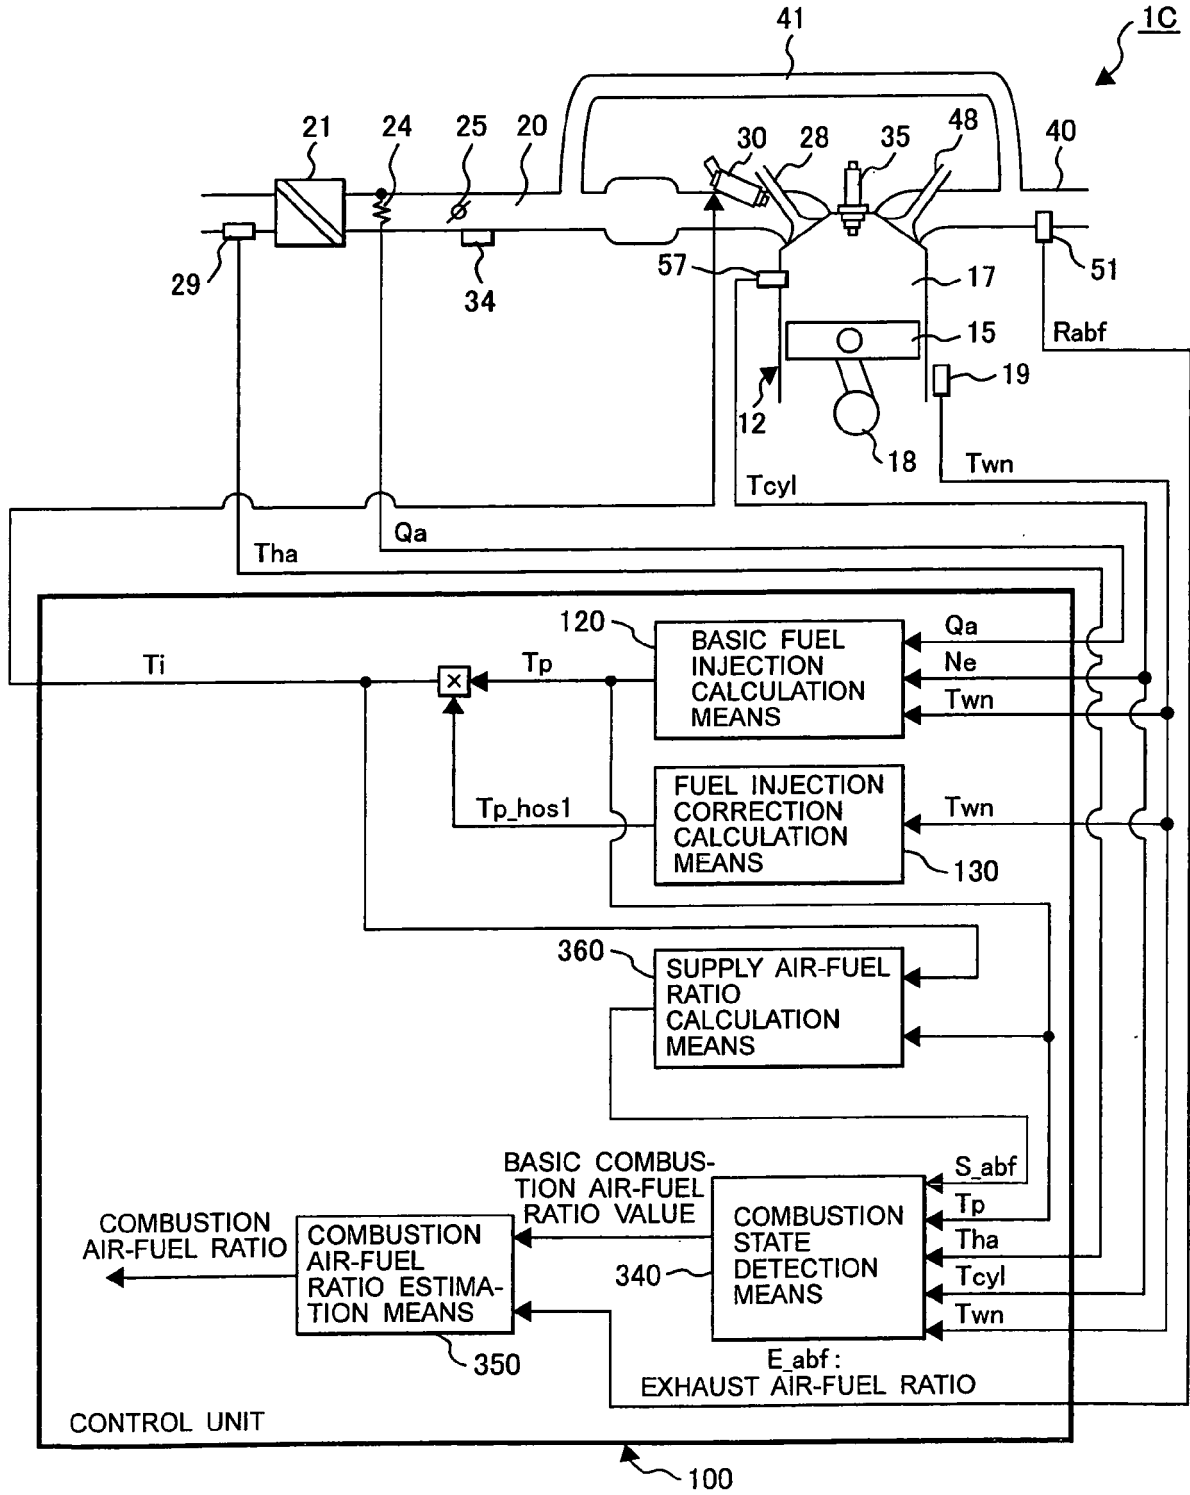 41
1C
21
24
25
20
30
28
35
48
40
29
34
57
17
51
15
Rabf
19
12
18
Twn
Tcyl
Qa
Tha
120
BASIC FUEL
INJECTION
CALCULATION
MEANS
Qa
Ne
Twn
Ti
×
Tp
FUEL INJECTION
CORRECTION
CALCULATION
MEANS
Tp_hos1
Twn
130
360
SUPPLY AIR-FUEL
RATIO
CALCULATION
MEANS
BASIC COMBUS-
TION AIR-FUEL
RATIO VALUE
S_abf
Tp
Tha
Tcyl
Twn
COMBUSTION
AIR-FUEL RATIO
COMBUSTION
AIR-FUEL
RATIO ESTIMA-
TION MEANS
340
COMBUSTION
STATE
DETECTION
MEANS
350
E_abf:
EXHAUST AIR-FUEL RATIO
CONTROL UNIT
100